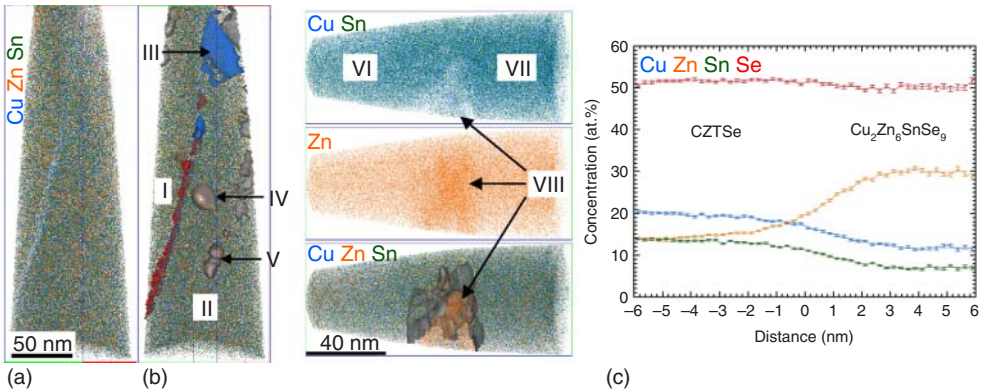 Cu Zn Sn
50 nm
(a)
III
I
IV
V
II
(b)
Cu Sn
VI
VII
Zn
VIII
Cu Zn Sn
40 nm
60
50
40
30
20
10
0
Concentration (at.%)
Cu Zn Sn Se
CZTSe
Cu₂Zn₆SnSe₉
−6 −5 −4 −3 −2 −1 0 1 2 3 4 5 6
Distance (nm)
(c)